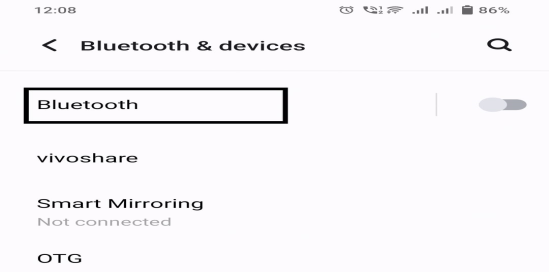 12:08 86%
Bluetooth & devices
Bluetooth
vivoshare
Smart Mirroring
Not connected
OTG